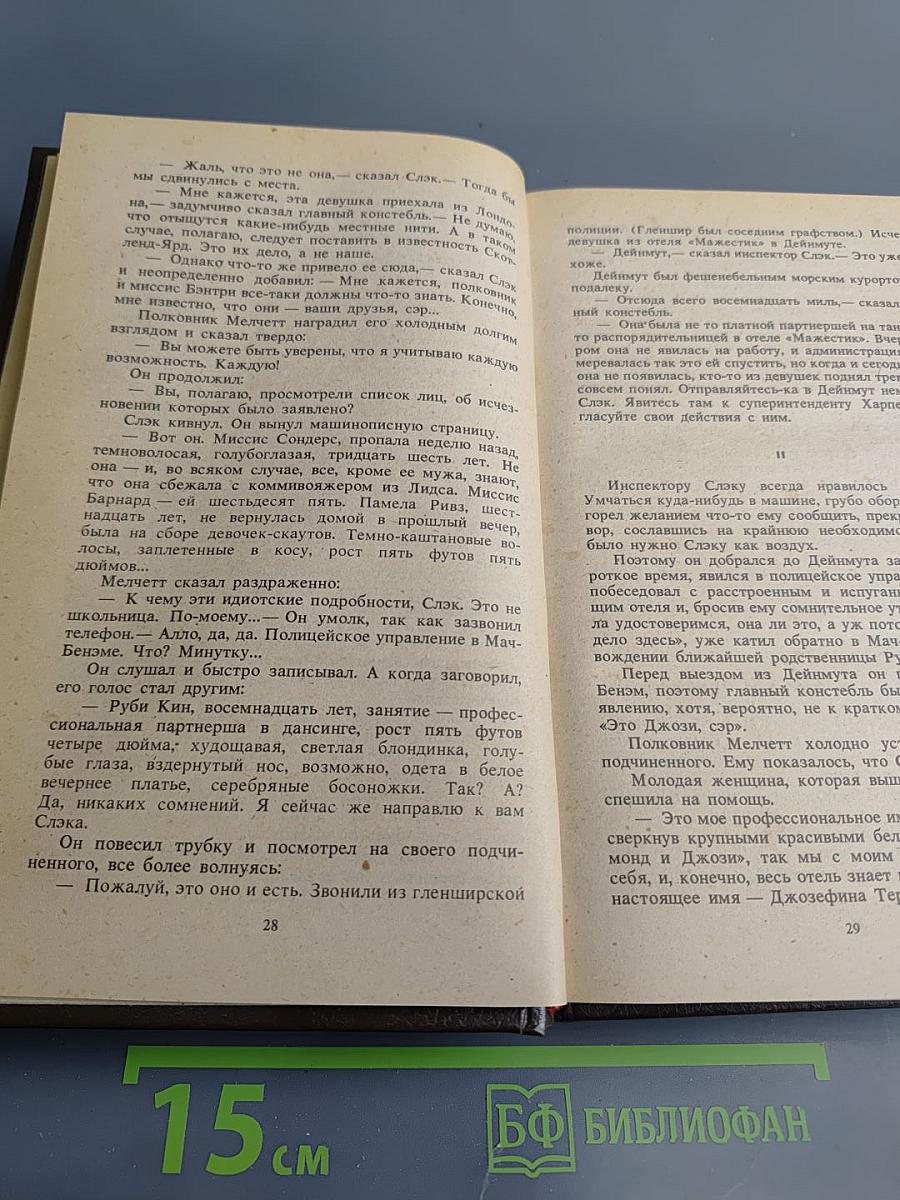 — Жаль, что это не она,— сказал Слэк.— Тогда бы
мы сдвинулись с места.
— Мне кажется, эта девушка приехала из Лондо-
на,— задумчиво сказал главный констебль.— Не думаю,
что отыщутся какие-нибудь местные нити. А в таком
случае, полагаю, следует поставить в известность Скот-
ленд-Ярд. Это их дело, а не наше.
— Однако что-то же привело ее сюда,— сказал Слэк
и неопределенно добавил: — Мне кажется, полковник
и миссис Бэнтри все-таки должны что-то знать. Конечно,
мне известно, что они — ваши друзья, сэр...
Полковник Мелчетт наградил его холодным долгим
взглядом и сказал твердо:
— Вы можете быть уверены, что я учитываю каждую
возможность. Каждую!
Он продолжил:
— Вы, полагаю, просмотрели список лиц, об исчез-
новении которых было заявлено?
Слэк кивнул. Он вынул машинописную страницу.
— Вот он. Миссис Сондерс, пропала неделю назад,
темноволосая, голубоглазая, тридцать шесть лет. Не
она — и, во всяком случае, все, кроме ее мужа, знают,
что она сбежала с коммивояжером из Лидса. Миссис
Барнард — ей шестьдесят пять. Памела Ривз, шест-
надцать лет, не вернулась домой в прошлый вечер,
была на сборе девочек-скаутов. Темно-каштановые во-
лосы, заплетенные в косу, рост пять футов пять
дюймов...
Мелчетт сказал раздраженно:
— К чему эти идиотские подробности, Слэк. Это не
школьница. По-моему...— Он умолк, так как зазвонил
телефон.— Алло, да, да. Полицейское управление в Мач-
Бенэме. Что? Минутку...
Он слушал и быстро записывал. А когда заговорил,
его голос стал другим:
— Руби Кин, восемнадцать лет, занятие — профес-
сиональная партнерша в дансинге, рост пять футов
четыре дюйма, худощавая, светлая блондинка, голу-
бые глаза, вздернутый нос, возможно, одета в белое
вечернее платье, серебряные босоножки. Так? А?
Да, никаких сомнений. Я сейчас же направлю к вам
Слэка.
Он повесил трубку и посмотрел на своего подчи-
ненного, все более волнуясь:
— Пожалуй, это оно и есть. Звонили из гленширской
28
полиции. (Гленшир был соседним графством.) Исче
девушка из отеля «Мажестик» в Дейнмуте.
— Дейнмут,— сказал инспектор Слэк.— Это уже
хоже.
Дейнмут был фешенебельным морским курортом
подалеку.
— Отсюда всего восемнадцать миль,— сказал
ный констебль.
— Она была не то платной партнершей на тан
то распорядительницей в отеле «Мажестик». Вчер
ром она не явилась на работу, и администрация
меревалась так это ей спустить, но когда и сегод
она не появилась, кто-то из девушек поднял трев
совсем понял. Отправляйтесь-ка в Дейнмут нем
Слэк. Явитесь там к суперинтенденту Харпе
гласуйте свои действия с ним.
II
Инспектору Слэку всегда нравилось
Умчаться куда-нибудь в машине, грубо обор
горел желанием что-то ему сообщить, прекр
вор, сославшись на крайнюю необходимо
было нужно Слэку как воздух.
Поэтому он добрался до Дейнмута за
роткое время, явился в полицейское упра
побеседовал с расстроенным и испуган
щим отеля и, бросив ему сомнительное ут
ла удостоверимся, она ли это, а уж пото
дело здесь», уже катил обратно в Мач-
вождении ближайшей родственницы Ру
Перед выездом из Дейнмута он п
Бенэм, поэтому главный констебль бы
явлению, хотя, вероятно, не к кратком
«Это Джози, сэр».
Полковник Мелчетт холодно уст
подчиненного. Ему показалось, что С
Молодая женщина, которая выш
спешила на помощь.
— Это мое профессиональное им
сверкнув крупными красивыми бел
монд и Джози», так мы с моим
себя, и, конечно, весь отель знает м
настоящее имя — Джозефина Тер
29
15 см
БФ БИБЛИОФАН